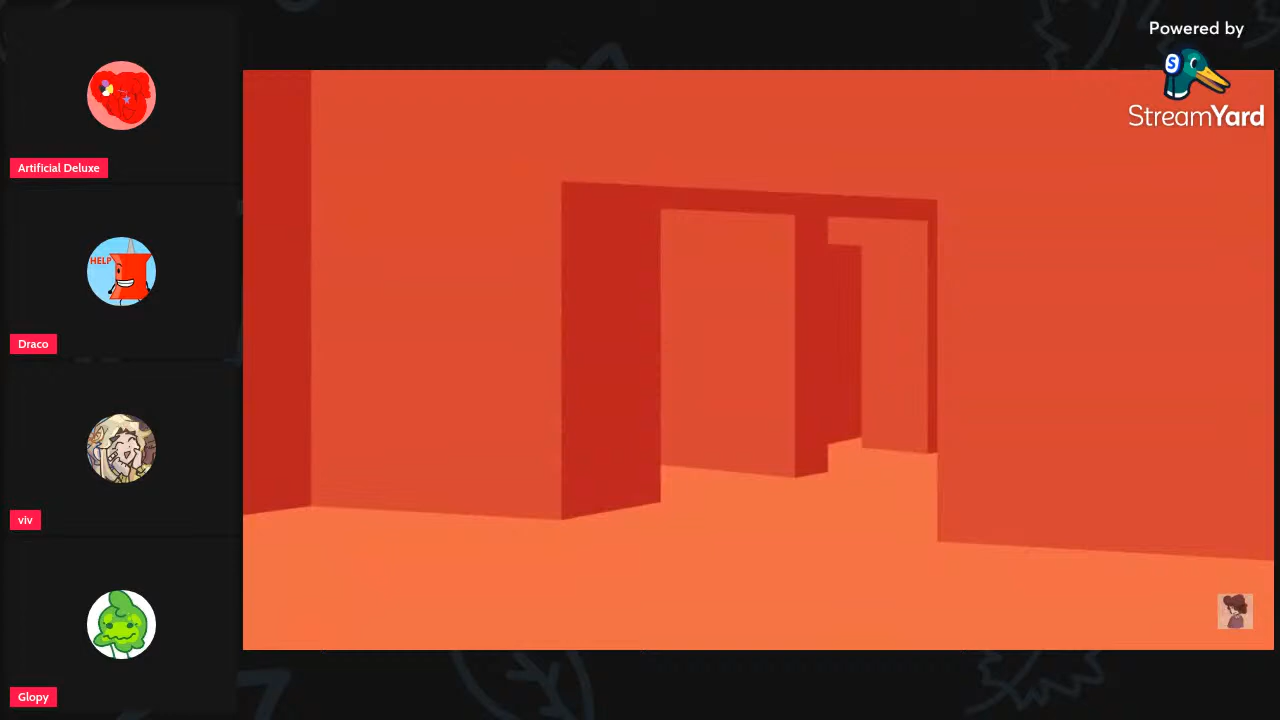 Powered by
StreamYard
Artificial Deluxe
HELP
Draco
viv
Glopy